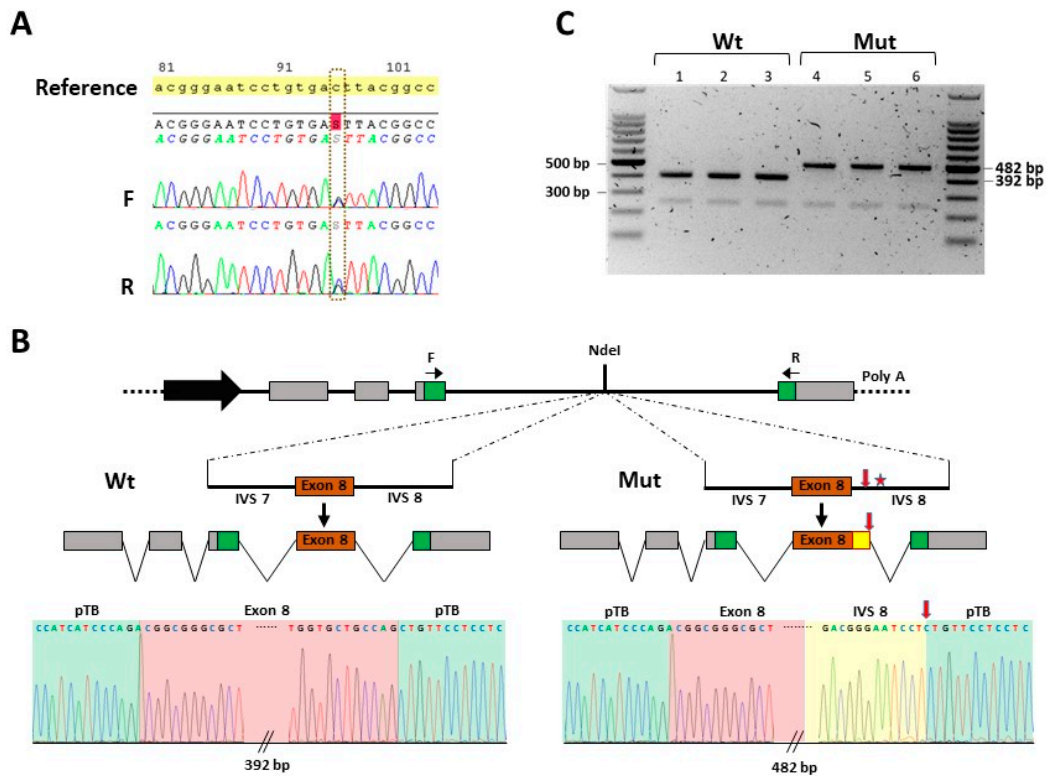 A
81 91 101
Reference
acgggaatcctgtgacttacggcc
ACGGGAATCCTGTGASTTACGGCC
ACGGGAATCCTGTGASTTACGGCC
F
ACGGGAATCCTGTGASTTACGGCC
R
C
Wt Mut
1 2 3 4 5 6
500 bp
300 bp
482 bp
392 bp
B
F NdeI R
Poly A
Wt
Exon 8
IVS 7 IVS 8
Exon 8
pTB Exon 8 pTB
CCATCATCCCAGACGGCGGGCGCT ...... TGGTGCTGCCAGCTGTTCCTCCTC
392 bp
Mut
Exon 8
IVS 7 IVS 8
Exon 8
pTB Exon 8 IVS 8 pTB
CCATCATCCCAGACGGCGGGCGCT ........ GACGGGAATCCTCTGTTCCTCCTC
482 bp